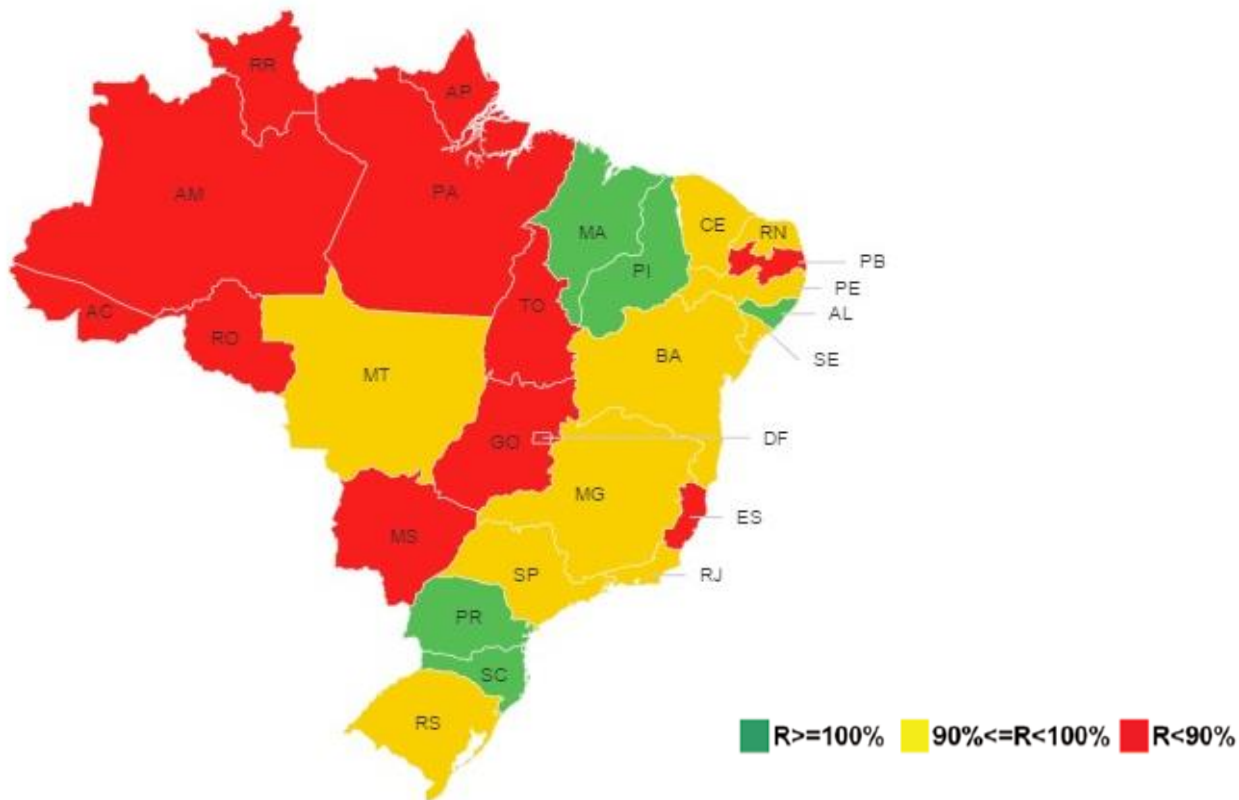 RR
AP
AM
PA
MA
CE
RN
PI
PB
PE
AC
TO
AL
RO
BA
SE
MT
GO
DF
MG
MS
ES
SP
RJ
PR
SC
RS
R>=100% 90%<=R<100% R<90%